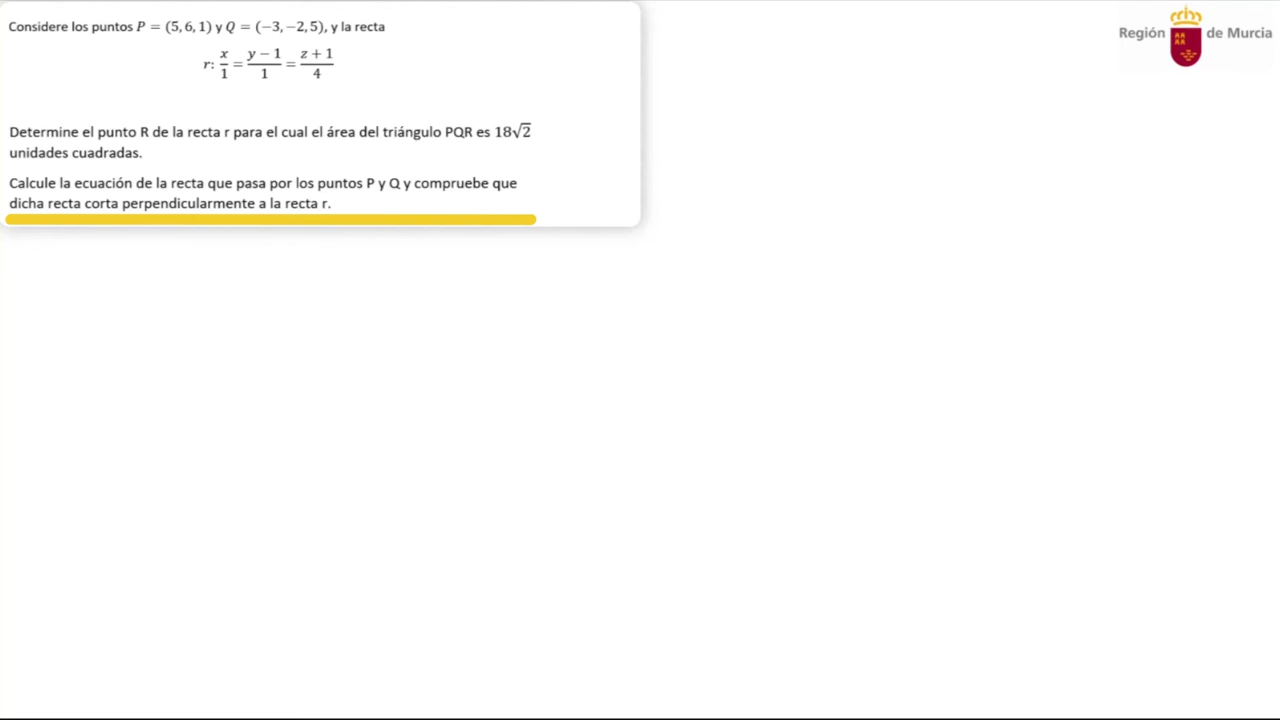 Considere los puntos P = (5, 6, 1) y Q = (−3, −2, 5), y la recta
r: x/1 = (y − 1)/1 = (z + 1)/4
Determine el punto R de la recta r para el cual el área del triángulo PQR es 18√2
unidades cuadradas.
Calcule la ecuación de la recta que pasa por los puntos P y Q y compruebe que
dicha recta corta perpendicularmente a la recta r.
Región de Murcia